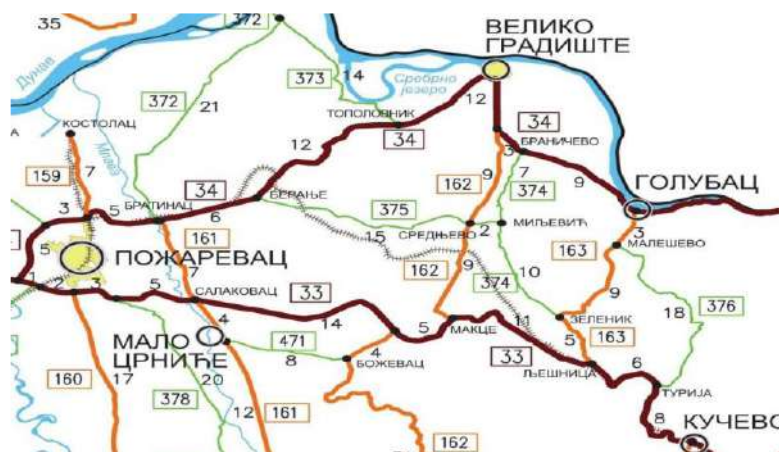 35
372
ВЕЛИКО
ГРАДИШТЕ
Дунав
373
14
Сребрно
језеро
372
21
12
КОСТОЛАЦ
ТОПОЛОВНИК
34
34
Млава
12
БРАНИЧЕВО
3
159
7
34
9
7
9
162
374
ГОЛУБАЦ
БРАТИНАЦ
БЕРАЊЕ
3
5
6
375
3
161
СРЕДЊЕВО
2
МИЉЕВИЋ
163
МАЛЕШЕВО
5
15
ПОЖАРЕВАЦ
7
162
9
374
10
9
376
1
2
3
5
САЛАКОВАЦ
33
18
4
14
5
МАКЦЕ
11
ЗЕЛЕНИК
МАЛО
ЦРНИЋЕ
471
33
5
163
8
4
БОЖЕВАЦ
ЉЕШНИЦА
6
160
17
20
ТУРИЈА
378
12
161
8
КУЧЕВО
162